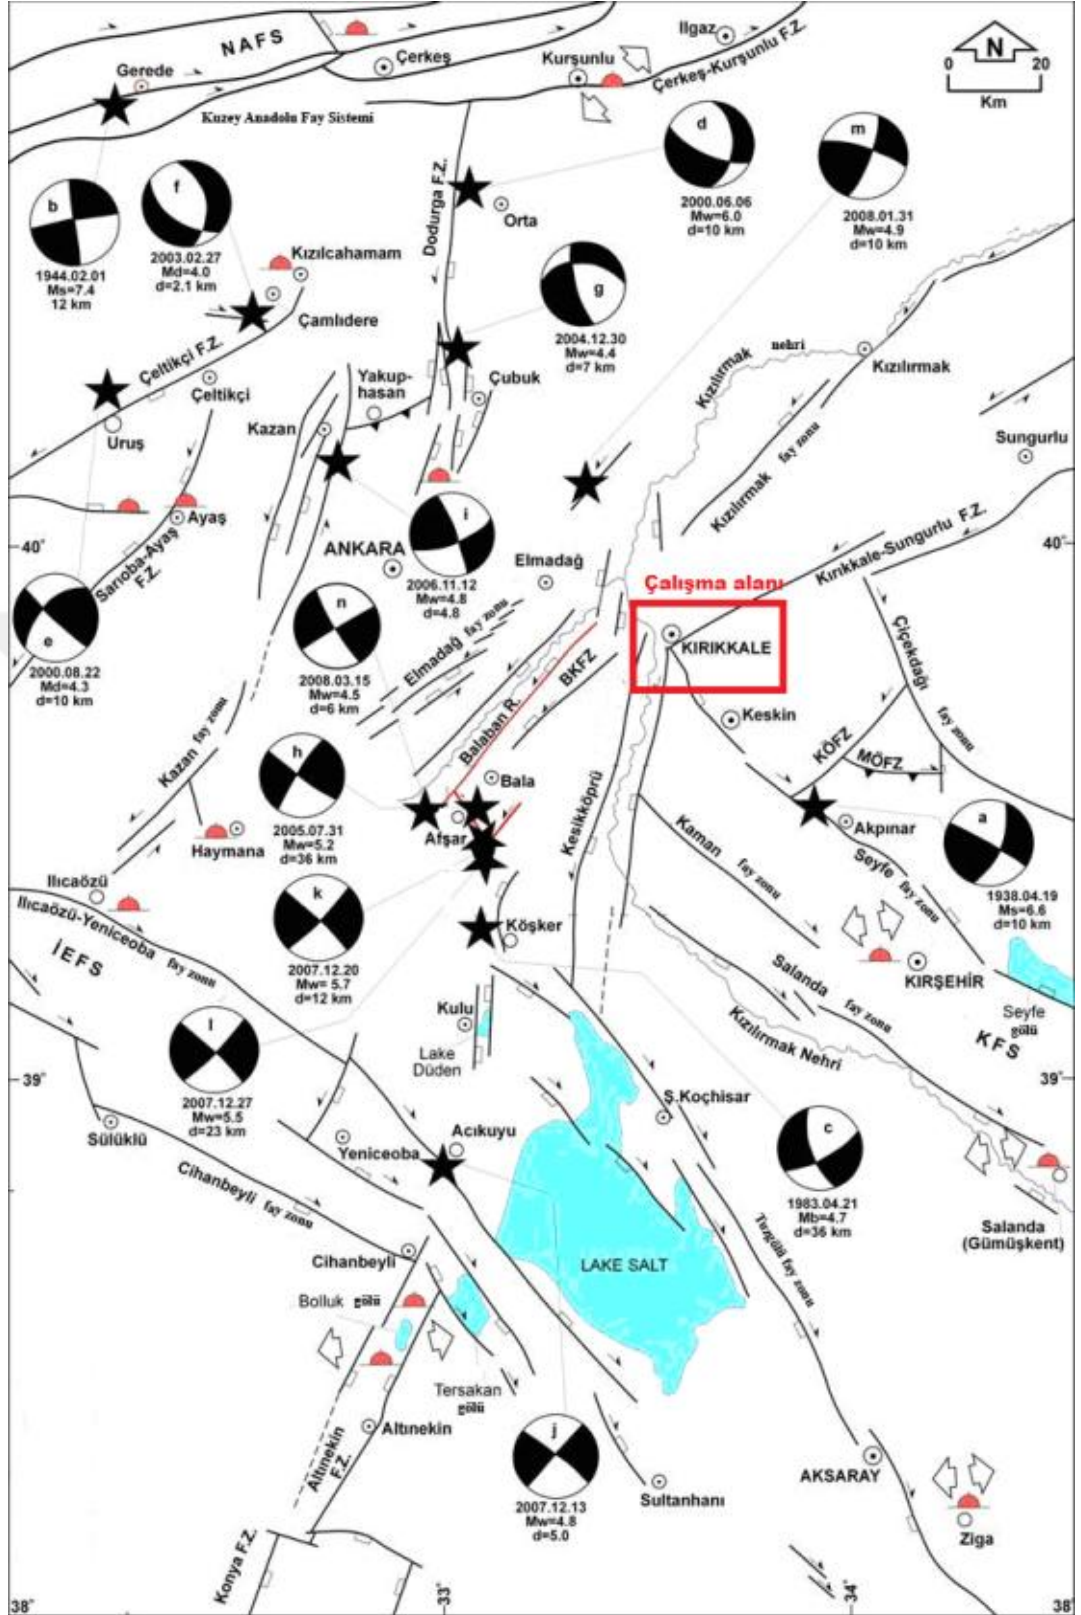 NAFS
Gerede
Çerkeş
Kurşunlu
Ilgaz
Çerkeş-Kurşunlu F.Z.
N
0 20
Km
Kuzey Anadolu Fay Sistemi
b
1944.02.01
Ms=7.4
12 km
f
2003.02.27
Md=4.0
d=2.1 km
Kızılcahamam
Çamlıdere
Dodurga F.Z.
Orta
d
2000.06.06
Mw=6.0
d=10 km
m
2008.01.31
Mw=4.9
d=10 km
g
2004.12.30
Mw=4.4
d=7 km
Çeltikçi F.Z.
Çeltikçi
Uruş
Yakup-
hasan
Çubuk
Kazan
Kızılırmak nehri
Kızılırmak
Kızılırmak fay zonu
Sungurlu
Ayaş
Sarıoba-Ayaş
F.Z.
40
ANKARA
i
2006.11.12
Mw=4.8
d=4.8
Elmadağ
Kırıkkale-Sungurlu F.Z.
40°
Çalışma alanı
KIRIKKALE
e
2000.08.22
Md=4.3
d=10 km
n
2008.03.15
Mw=4.5
d=6 km
Elmadağ fay zonu
BKFZ
Balaban R.
Keskin
Çiçekdağı fay zonu
KÖFZ
MÖFZ
Kazan fay zonu
h
2005.07.31
Mw=5.2
d=36 km
Bala
Afşar
Kesikköprü
Akpınar
a
1938.04.19
Ms=6.6
d=10 km
Haymana
Kaman fay zonu
Seyfe fay zonu
Ilıcaözü
Ilıcaözü-Yeniceoba fay zonu
İEFS
k
2007.12.20
Mw= 5.7
d=12 km
Köşker
KIRŞEHİR
Salanda fay zonu
Seyfe
gölü
KFS
Kulu
Lake
Düden
Kızılırmak Nehri
l
2007.12.27
Mw=5.5
d=23 km
39°
39°
Sülüklü
Ş.Koçhisar
Acıkuyu
Yeniceoba
c
1983.04.21
Mb=4.7
d=36 km
Cihanbeyli fay zonu
Cihanbeyli
LAKE SALT
Tuzgölü fay zonu
Salanda
(Gümüşkent)
Bolluk gölü
Tersakan
gölü
Altınekin
Altınekin
F.Z.
j
2007.12.13
Mw=4.8
d=5.0
Sultanhanı
AKSARAY
Ziga
Konya F.Z.
38°
33°
34°
38°